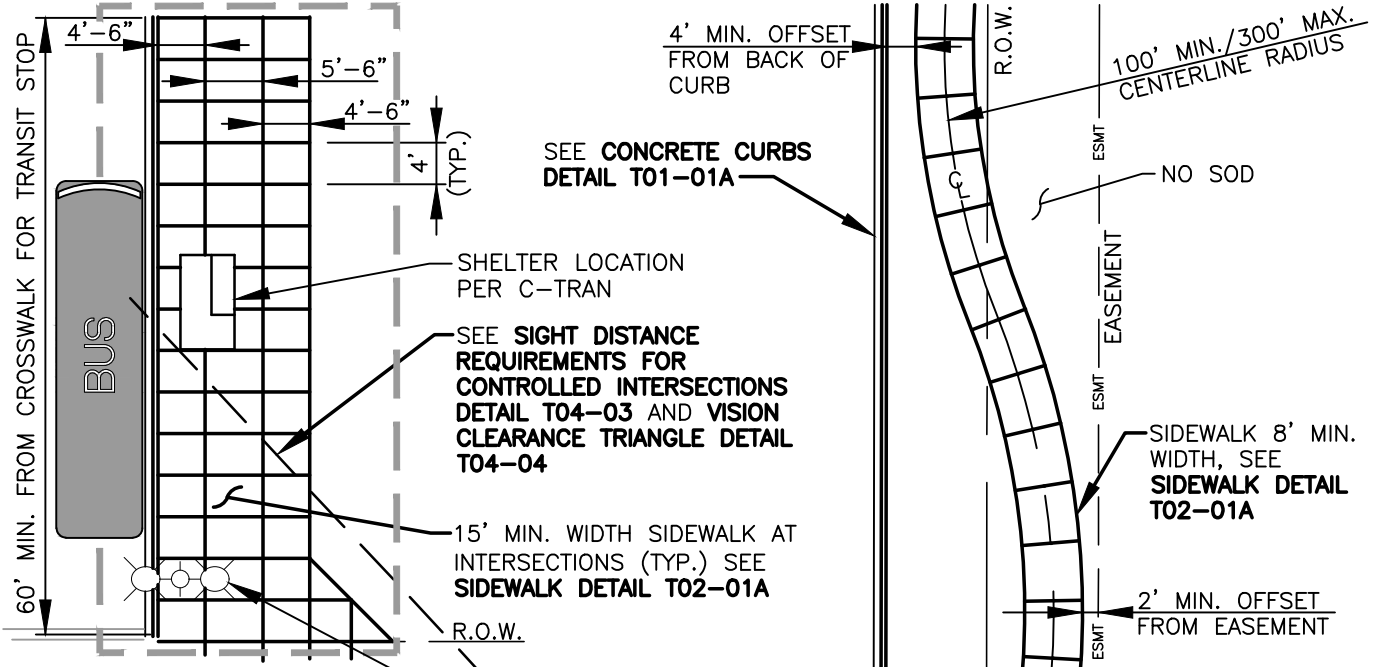 60' MIN. FROM CROSSWALK FOR TRANSIT STOP
4'-6"
5'-6"
4'-6"
4'
(TYP.)
BUS
SHELTER LOCATION
PER C-TRAN
SEE SIGHT DISTANCE
REQUIREMENTS FOR
CONTROLLED INTERSECTIONS
DETAIL T04-03 AND VISION
CLEARANCE TRIANGLE DETAIL
T04-04
15' MIN. WIDTH SIDEWALK AT
INTERSECTIONS (TYP.) SEE
SIDEWALK DETAIL T02-01A
R.O.W.
4' MIN. OFFSET
FROM BACK OF
CURB
SEE CONCRETE CURBS
DETAIL T01-01A
R.O.W.
100' MIN./300' MAX.
CENTERLINE RADIUS
CL
ESMT
NO SOD
EASEMENT
ESMT
SIDEWALK 8' MIN.
WIDTH, SEE
SIDEWALK DETAIL
T02-01A
2' MIN. OFFSET
FROM EASEMENT
ESMT